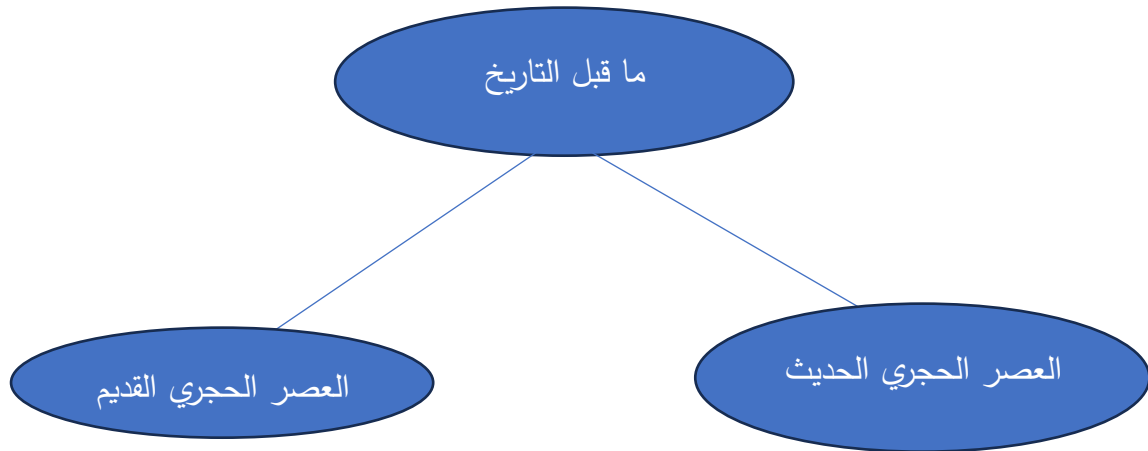 ما قبل التاريخ
العصر الحجري الحديث
العصر الحجري القديم